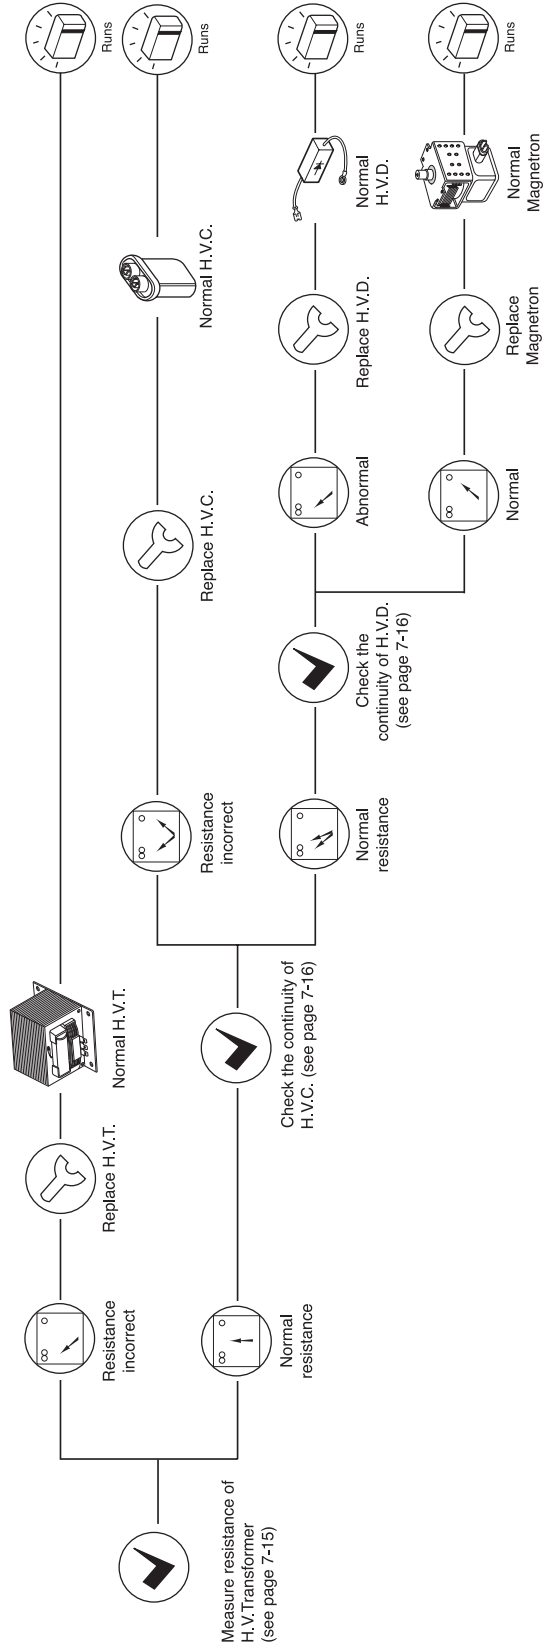 Measure resistance of
H.V.Transformer
(see page 7-15)
Resistance
incorrect
Replace H.V.T.
Normal H.V.T.
Runs
Normal
resistance
Check the continuity of
H.V.C. (see page 7-16)
Resistance
incorrect
Replace H.V.C.
Normal H.V.C.
Runs
Normal
resistance
Check the
continuity of H.V.D.
(see page 7-16)
Abnormal
Replace H.V.D.
Normal
H.V.D.
Runs
Normal
Replace
Magnetron
Normal
Magnetron
Runs